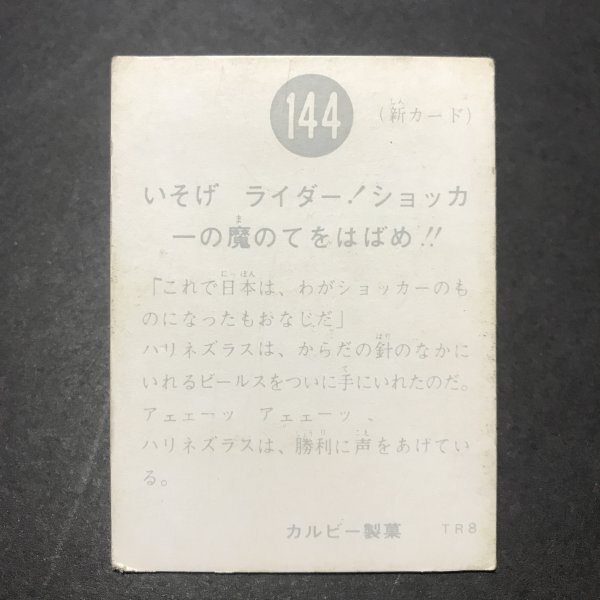 144
(新カード)
いそげ ライダー!ショッカ
ーの魔のてをはばめ!!
「これで日本は、わがショッカーのも
のになったもおなじだ」
ハリネズラスは、からだの針のなかに
いれるビールスをついに手にいれたのだ。
アェェーッ アェェーッ、
ハリネズラスは、勝利に声をあげてい
る。
カルビー製菓 TR8